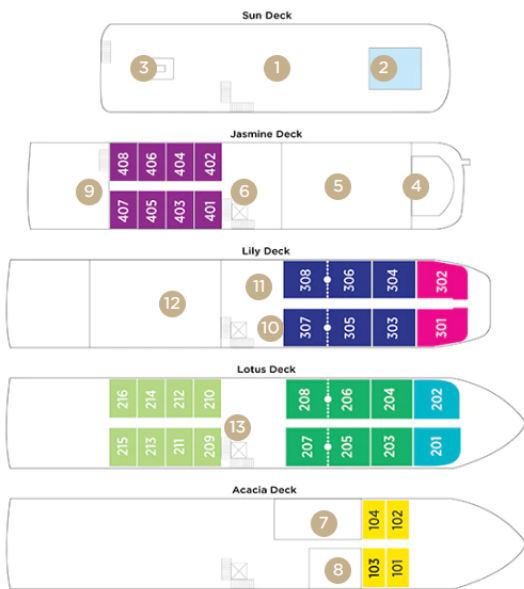 Sun Deck
3 1 2
Jasmine Deck
408 406 404 402
9 6 5 4
407 405 403 401
Lily Deck
11 308 306 304 302
12
10 307 305 303 301
Lotus Deck
216 214 212 210 208 206 204 202
13
215 213 211 209 207 205 203 201
Acacia Deck
7 104 102
8 103 101